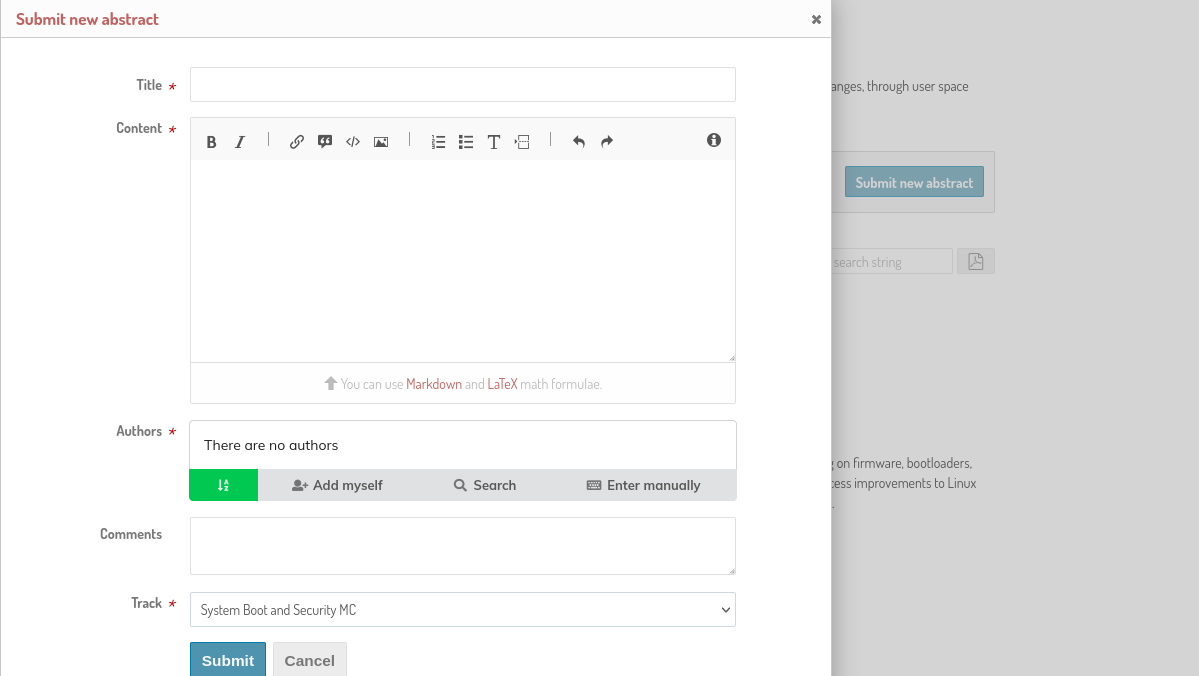 Submit new abstract
Title *
Content *
You can use Markdown and LaTeX math formulae.
Authors *
There are no authors
Add myself Search Enter manually
Comments
Track *
System Boot and Security MC
Submit Cancel
through user space
Submit new abstract
search string
on firmware, bootloaders,
improvements to Linux